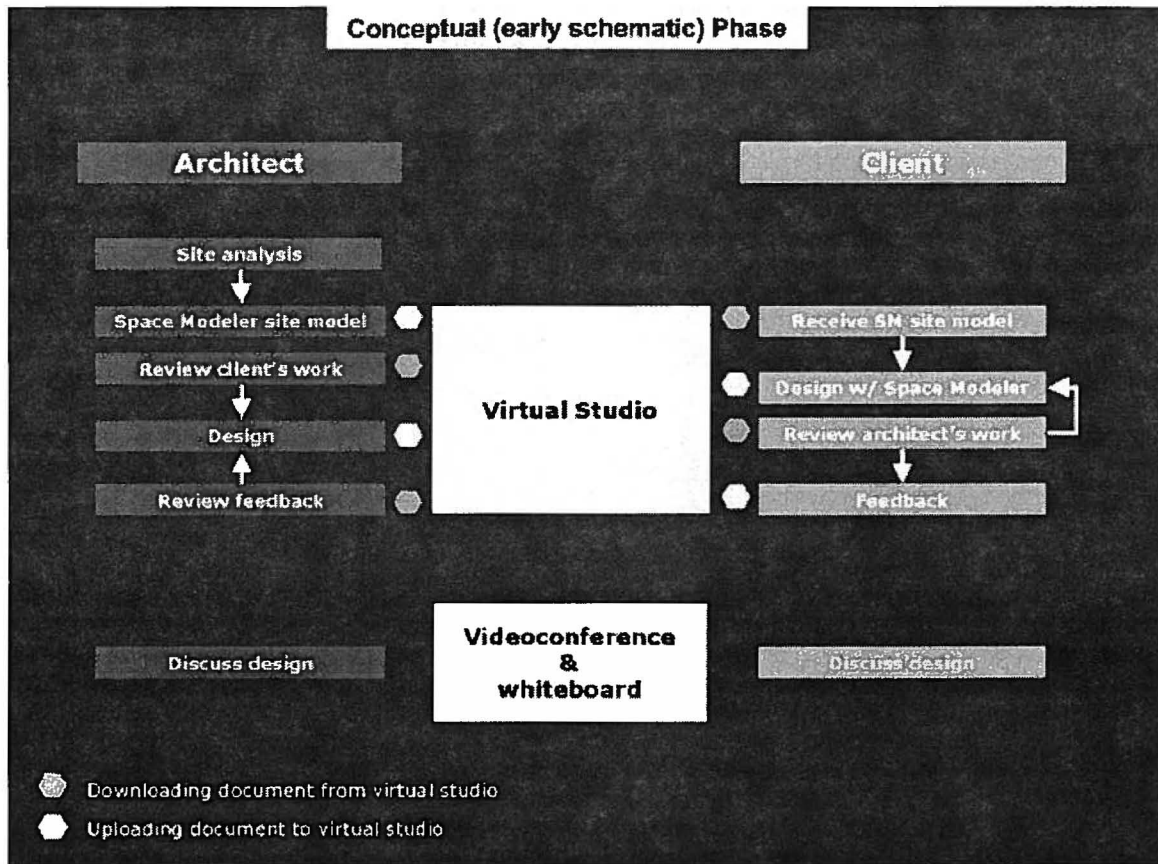 Conceptual (early schematic) Phase
Architect
Client
Site analysis
Space Modeler site model
Receive SM site model
Review client's work
Design w/ Space Modeler
Virtual Studio
Design
Review architect's work
Review feedback
Feedback
Videoconference
&
whiteboard
Discuss design
Discuss design
Downloading document from virtual studio
Uploading document to virtual studio